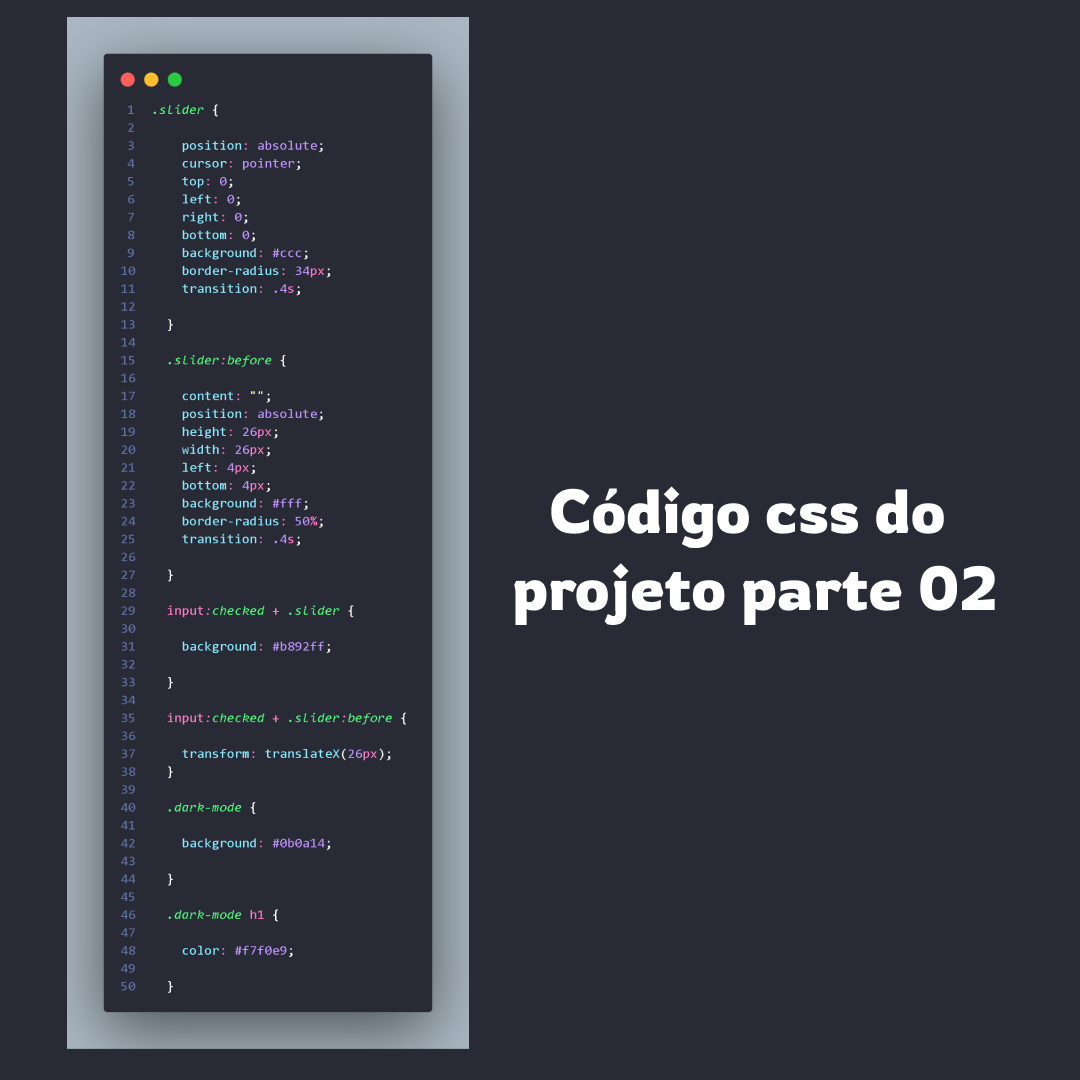 1 .slider {
2
3 position: absolute;
4 cursor: pointer;
5 top: 0;
6 left: 0;
7 right: 0;
8 bottom: 0;
9 background: #ccc;
10 border-radius: 34px;
11 transition: .4s;
12
13 }
14
15 .slider:before {
16
17 content: "";
18 position: absolute;
19 height: 26px;
20 width: 26px;
21 left: 4px;
22 bottom: 4px;
23 background: #fff;
24 border-radius: 50%;
25 transition: .4s;
26
27 }
28
29 input:checked + .slider {
30
31 background: #b892ff;
32
33 }
34
35 input:checked + .slider:before {
36
37 transform: translateX(26px);
38 }
39
40 .dark-mode {
41
42 background: #0b0a14;
43
44 }
45
46 .dark-mode h1 {
47
48 color: #f7f0e9;
49
50 }
Código css do
projeto parte 02